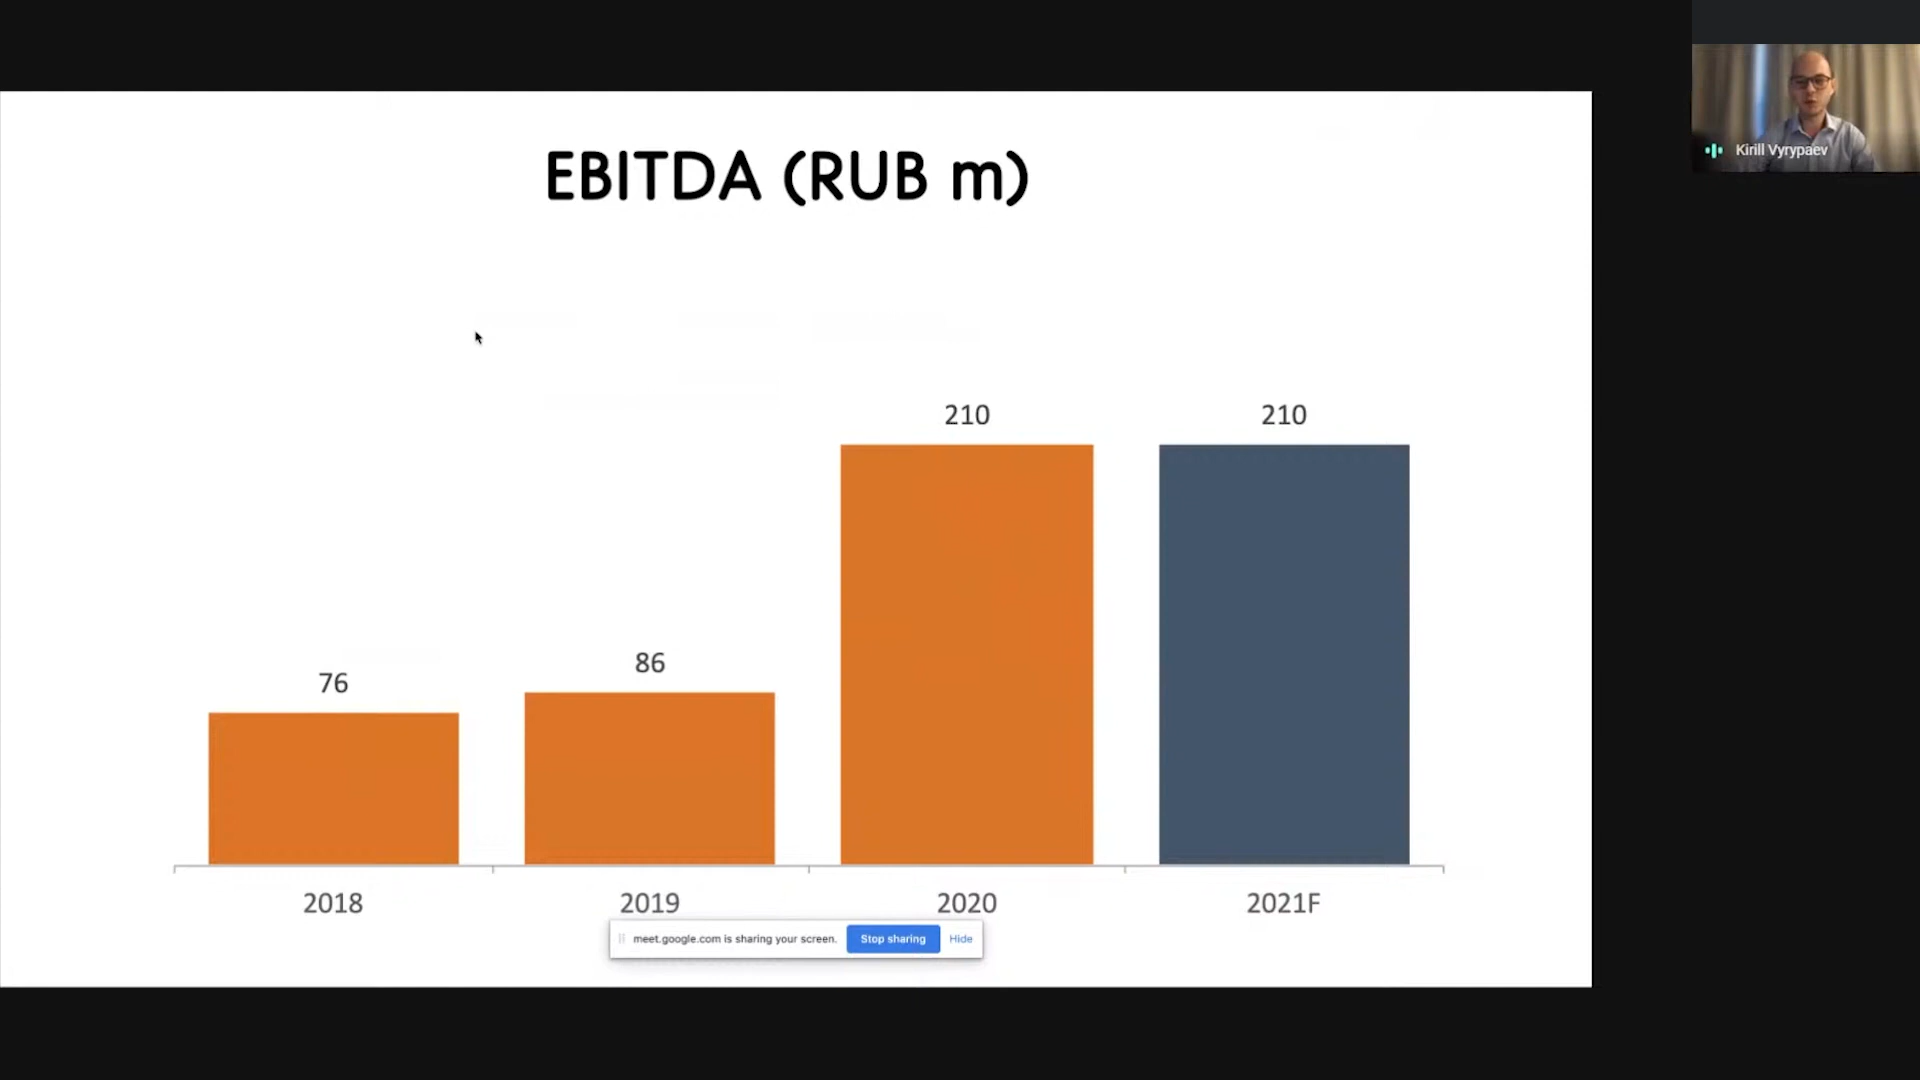 EBITDA (RUB m)
Kirill Vyrypaev
210
210
86
76
2018
2019
2020
2021F
meet.google.com is sharing your screen.
Stop sharing
Hide